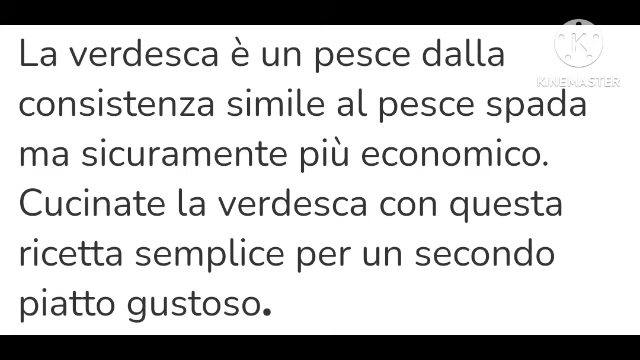 La verdesca è un pesce dalla
consistenza simile al pesce spada
ma sicuramente più economico.
Cucinate la verdesca con questa
ricetta semplice per un secondo
piatto gustoso.
K
KINEMASTER